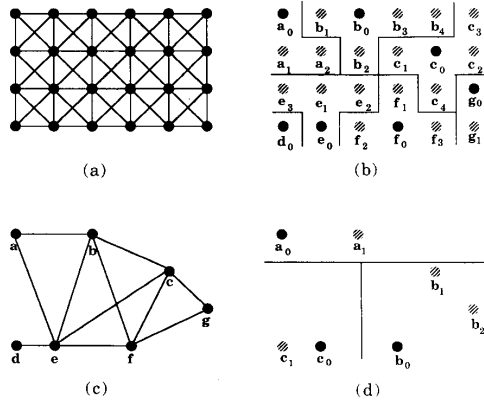 a₀ b₁ b₀ b₃ b₄ c₃
a₁ a₂ b₂ c₁ c₀ c₂
e₃ e₁ e₂ f₁ c₄ g₀
d₀ e₀ f₂ f₀ f₃ g₁
(a) (b)
a b
c
g
d e f
a₀ a₁
b₁
b₂
c₁ c₀ b₀
(c) (d)